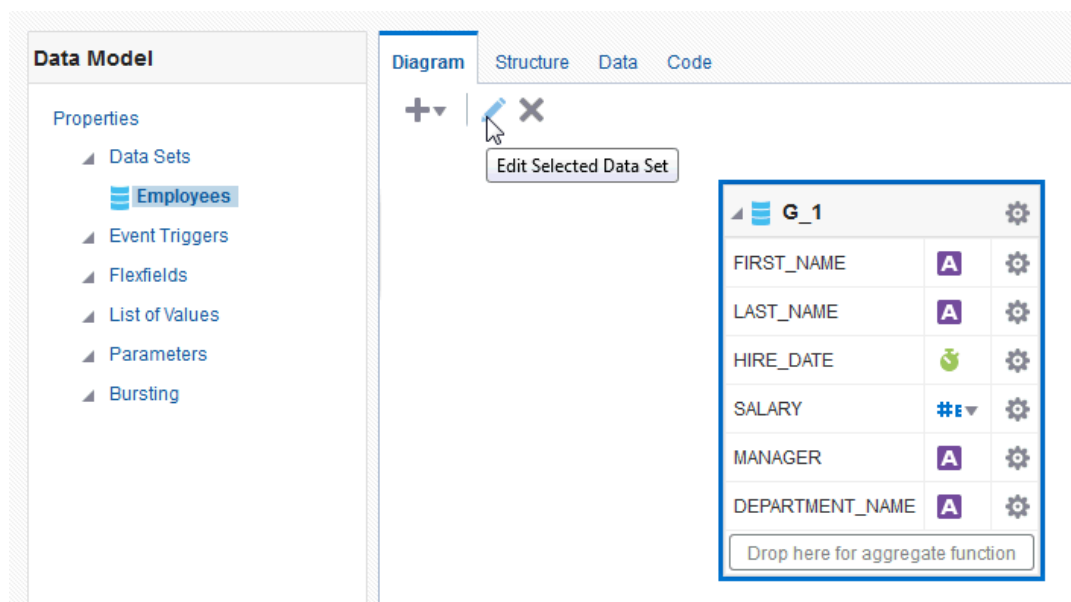 Data Model
Properties
Data Sets
Employees
Event Triggers
Flexfields
List of Values
Parameters
Bursting
Diagram Structure Data Code
Edit Selected Data Set
G_1
FIRST_NAME A
LAST_NAME A
HIRE_DATE
SALARY #E
MANAGER A
DEPARTMENT_NAME A
Drop here for aggregate function